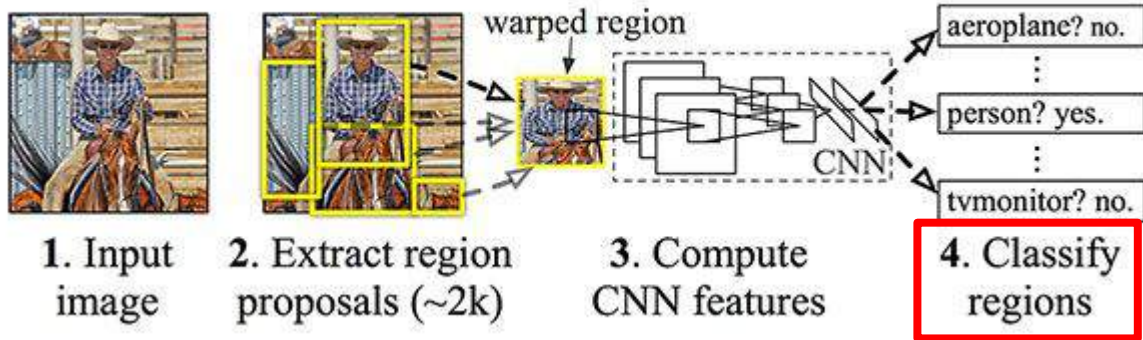 warped region
aeroplane? no.
person? yes.
CNN
tvmonitor? no.
1. Input
image
2. Extract region
proposals (~2k)
3. Compute
CNN features
4. Classify
regions